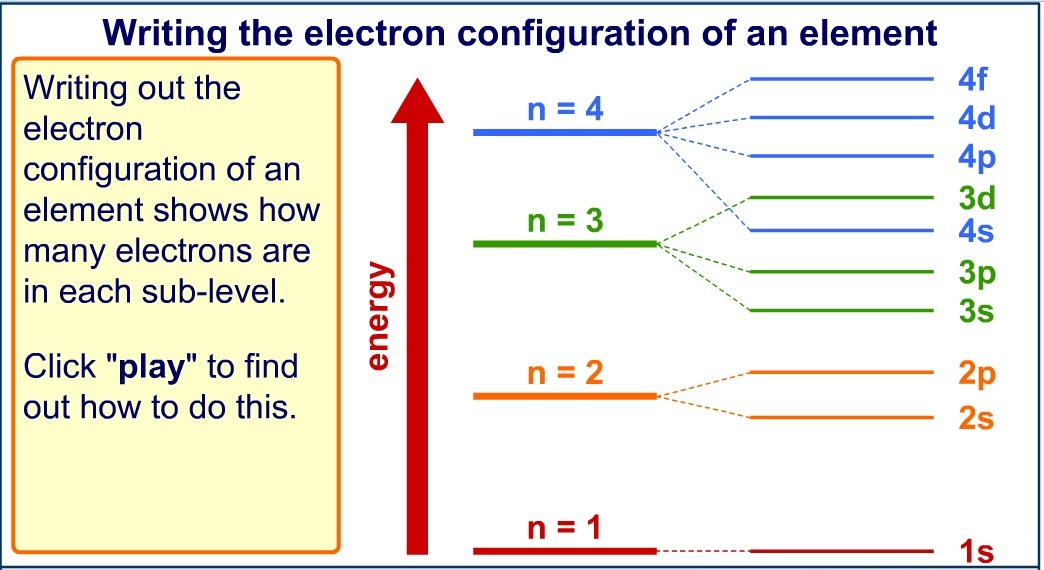 Writing the electron configuration of an element
Writing out the
electron
configuration of an
element shows how
many electrons are
in each sub-level.
Click "play" to find
out how to do this.
energy
n = 4
n = 3
n = 2
n = 1
4f
4d
4p
3d
4s
3p
3s
2p
2s
1s